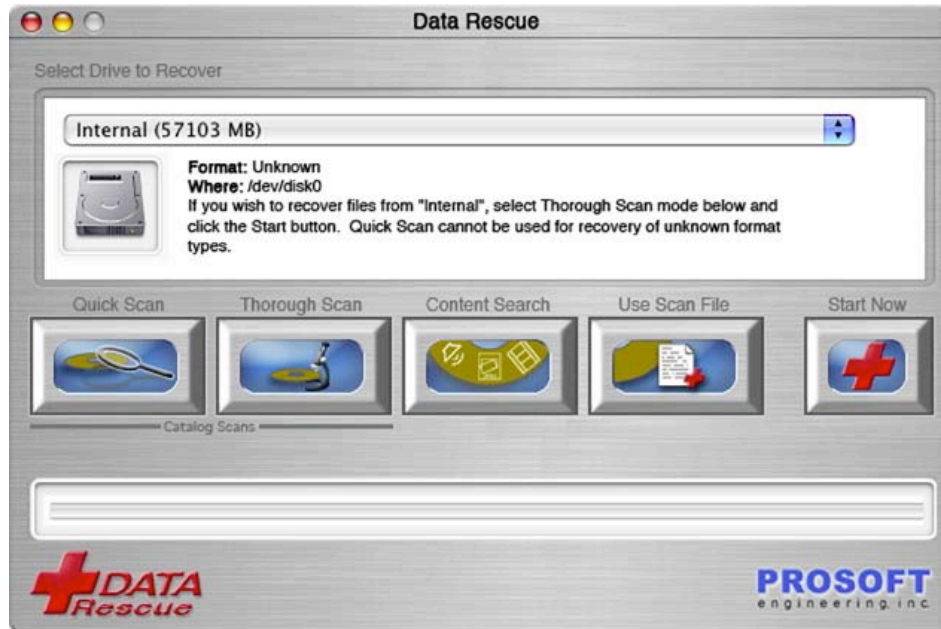 Data Rescue
Select Drive to Recover
Internal (57103 MB)
Format: Unknown
Where: /dev/disk0
If you wish to recover files from "Internal", select Thorough Scan mode below and
click the Start button. Quick Scan cannot be used for recovery of unknown format
types.
Quick Scan Thorough Scan Content Search Use Scan File Start Now
Catalog Scans
DATA
Rescue
PROSOFT
engineering, inc.